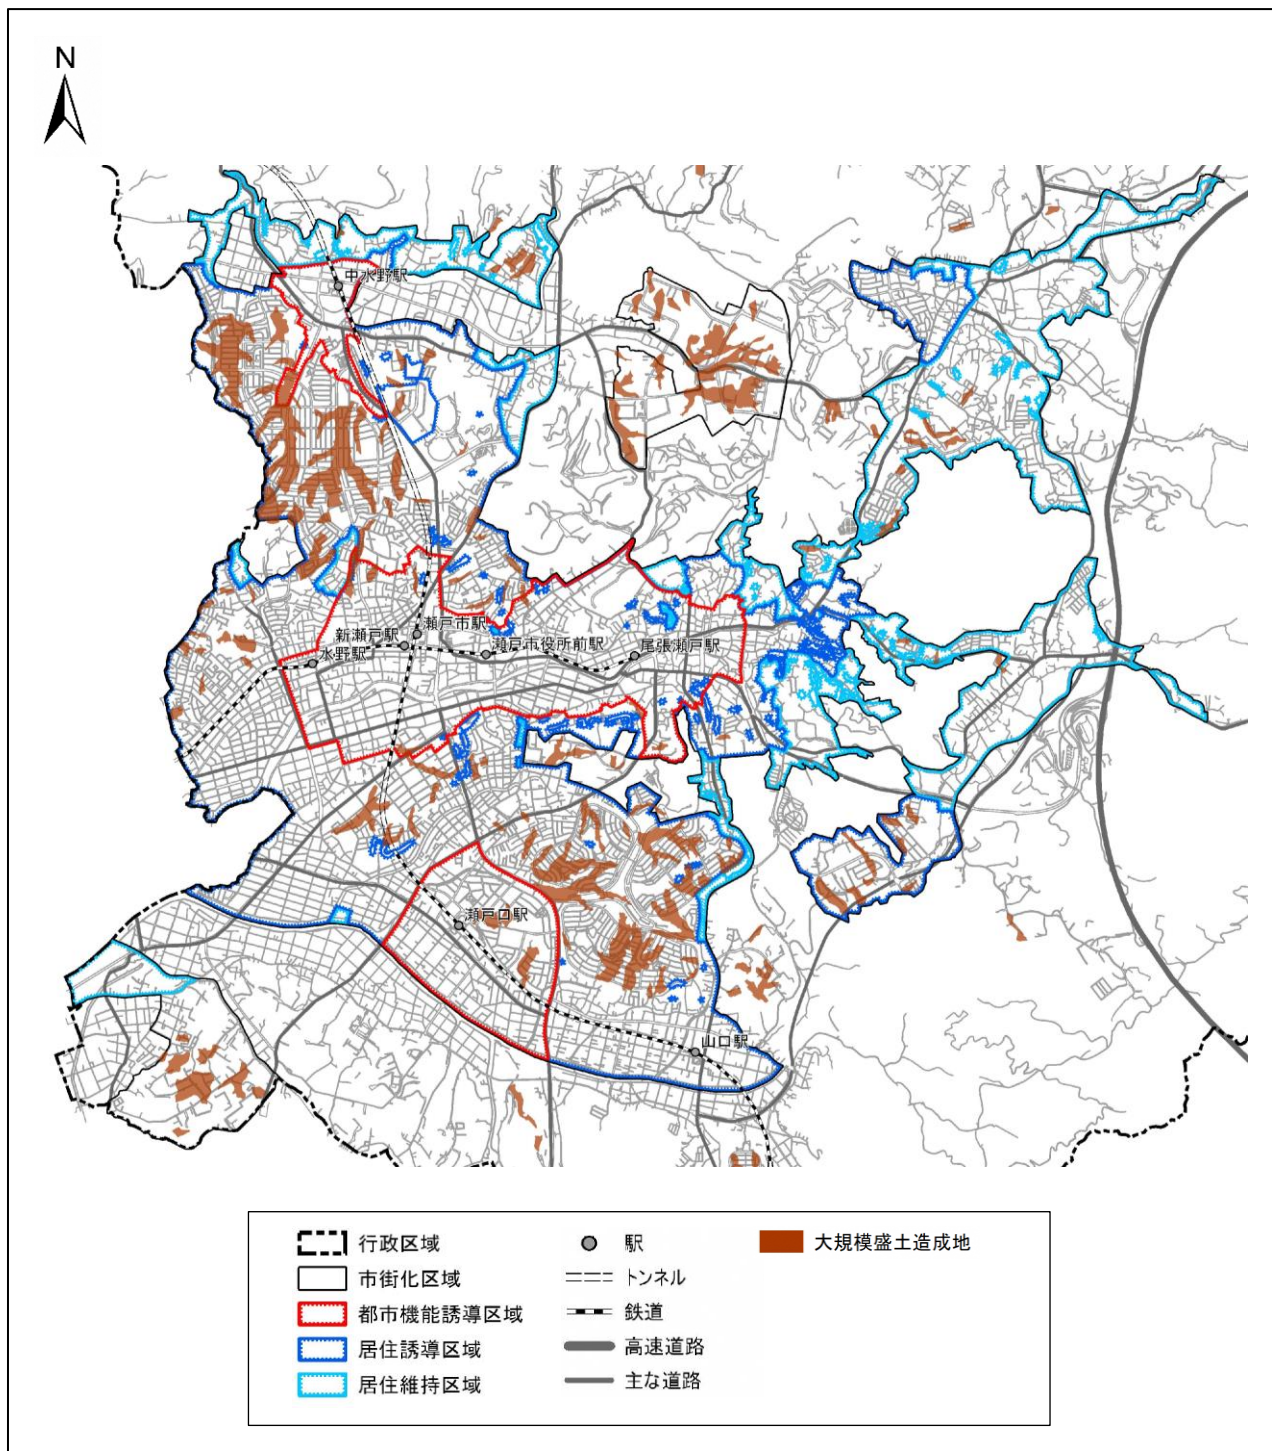 N
中水野駅
瀬戸市駅
新瀬戸駅
瀬戸市役所前駅
尾張瀬戸駅
水野駅
瀬戸口駅
山口駅
行政区域
市街化区域
都市機能誘導区域
居住誘導区域
居住維持区域
駅
トンネル
鉄道
高速道路
主な道路
大規模盛土造成地